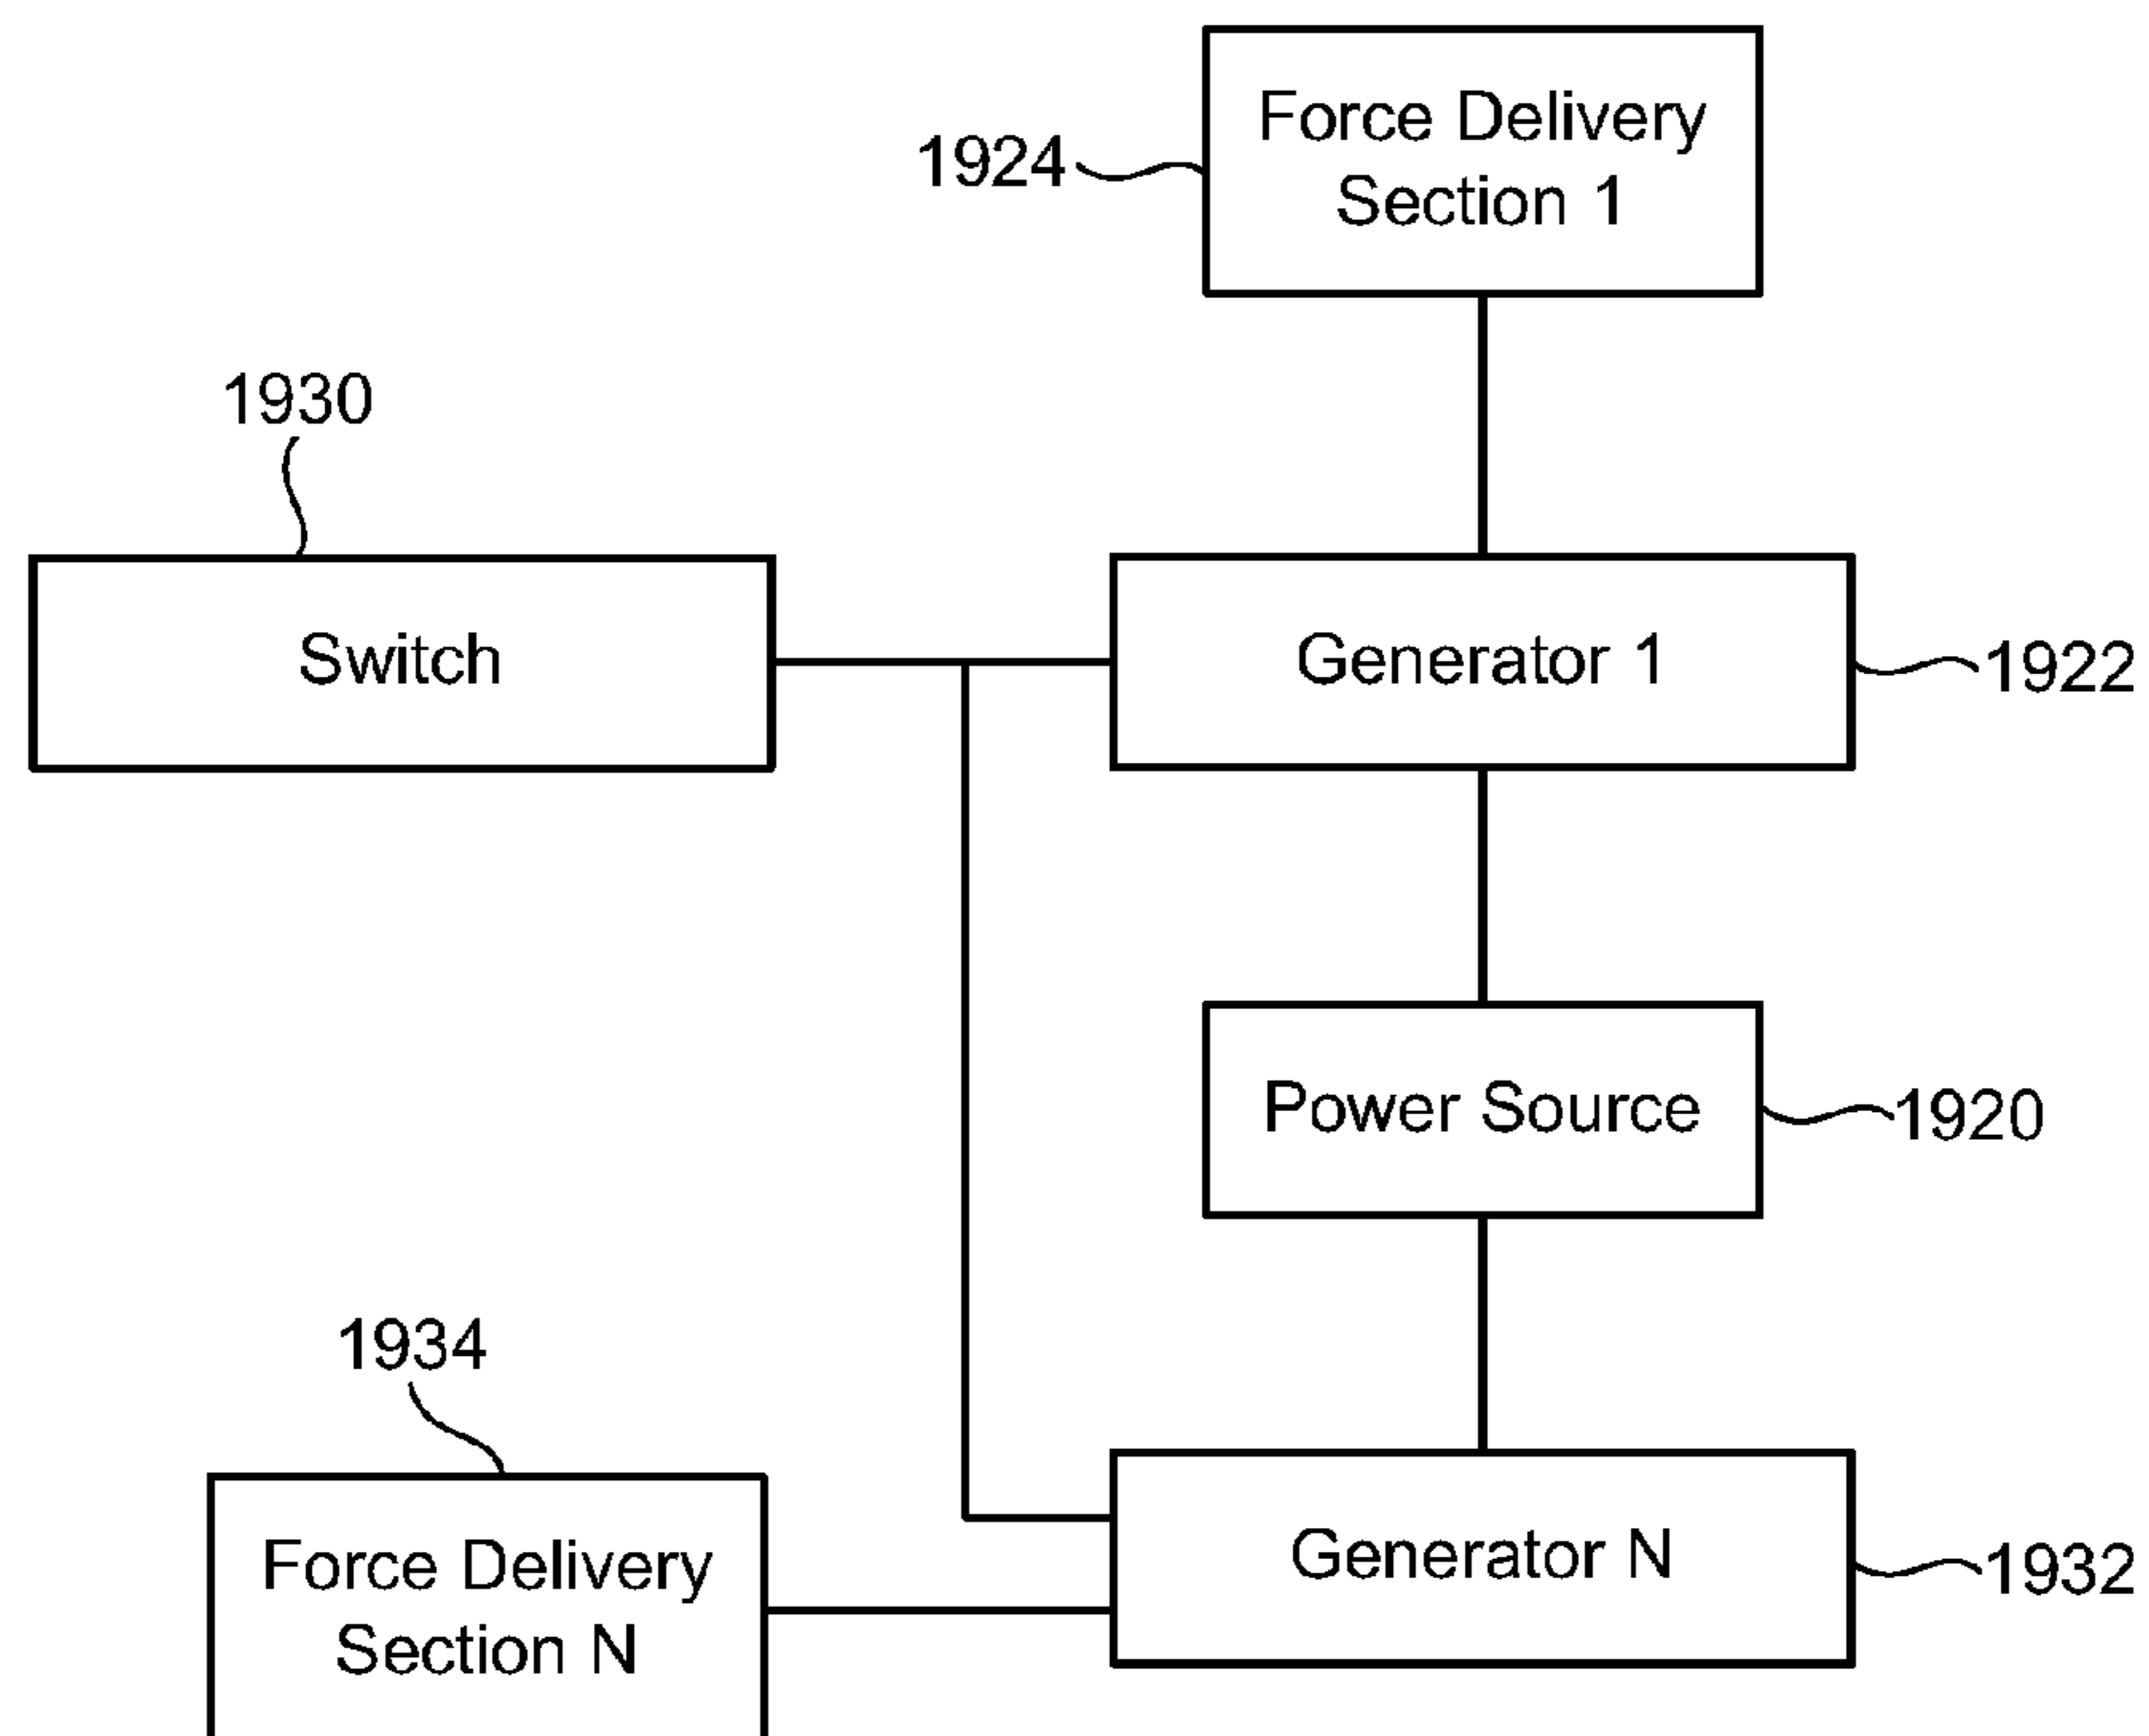 Force Delivery
Section 1
1924
1930
Switch
Generator 1
1922
Power Source
1920
1934
Force Delivery
Section N
Generator N
1932